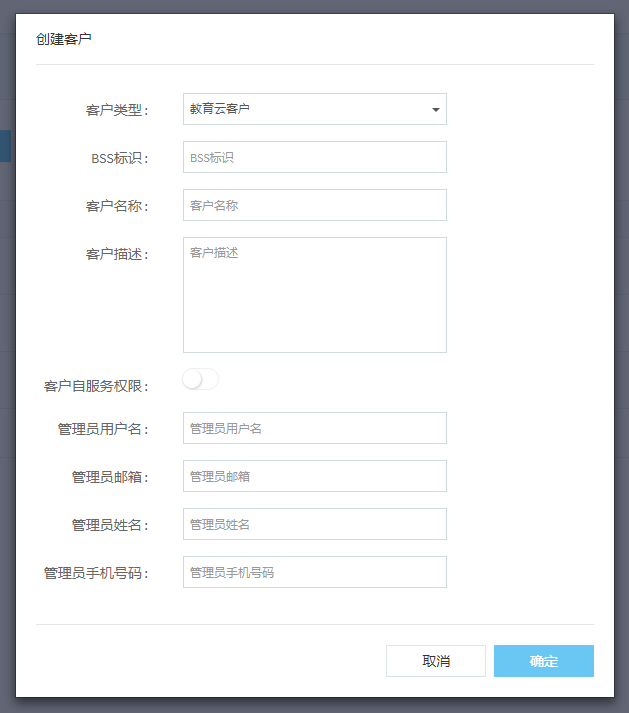 创建客户
客户类型： 教育云客户
BSS标识： BSS标识
客户名称： 客户名称
客户描述： 客户描述
客户自服务权限：
管理员用户名： 管理员用户名
管理员邮箱： 管理员邮箱
管理员姓名： 管理员姓名
管理员手机号码： 管理员手机号码
取消 确定